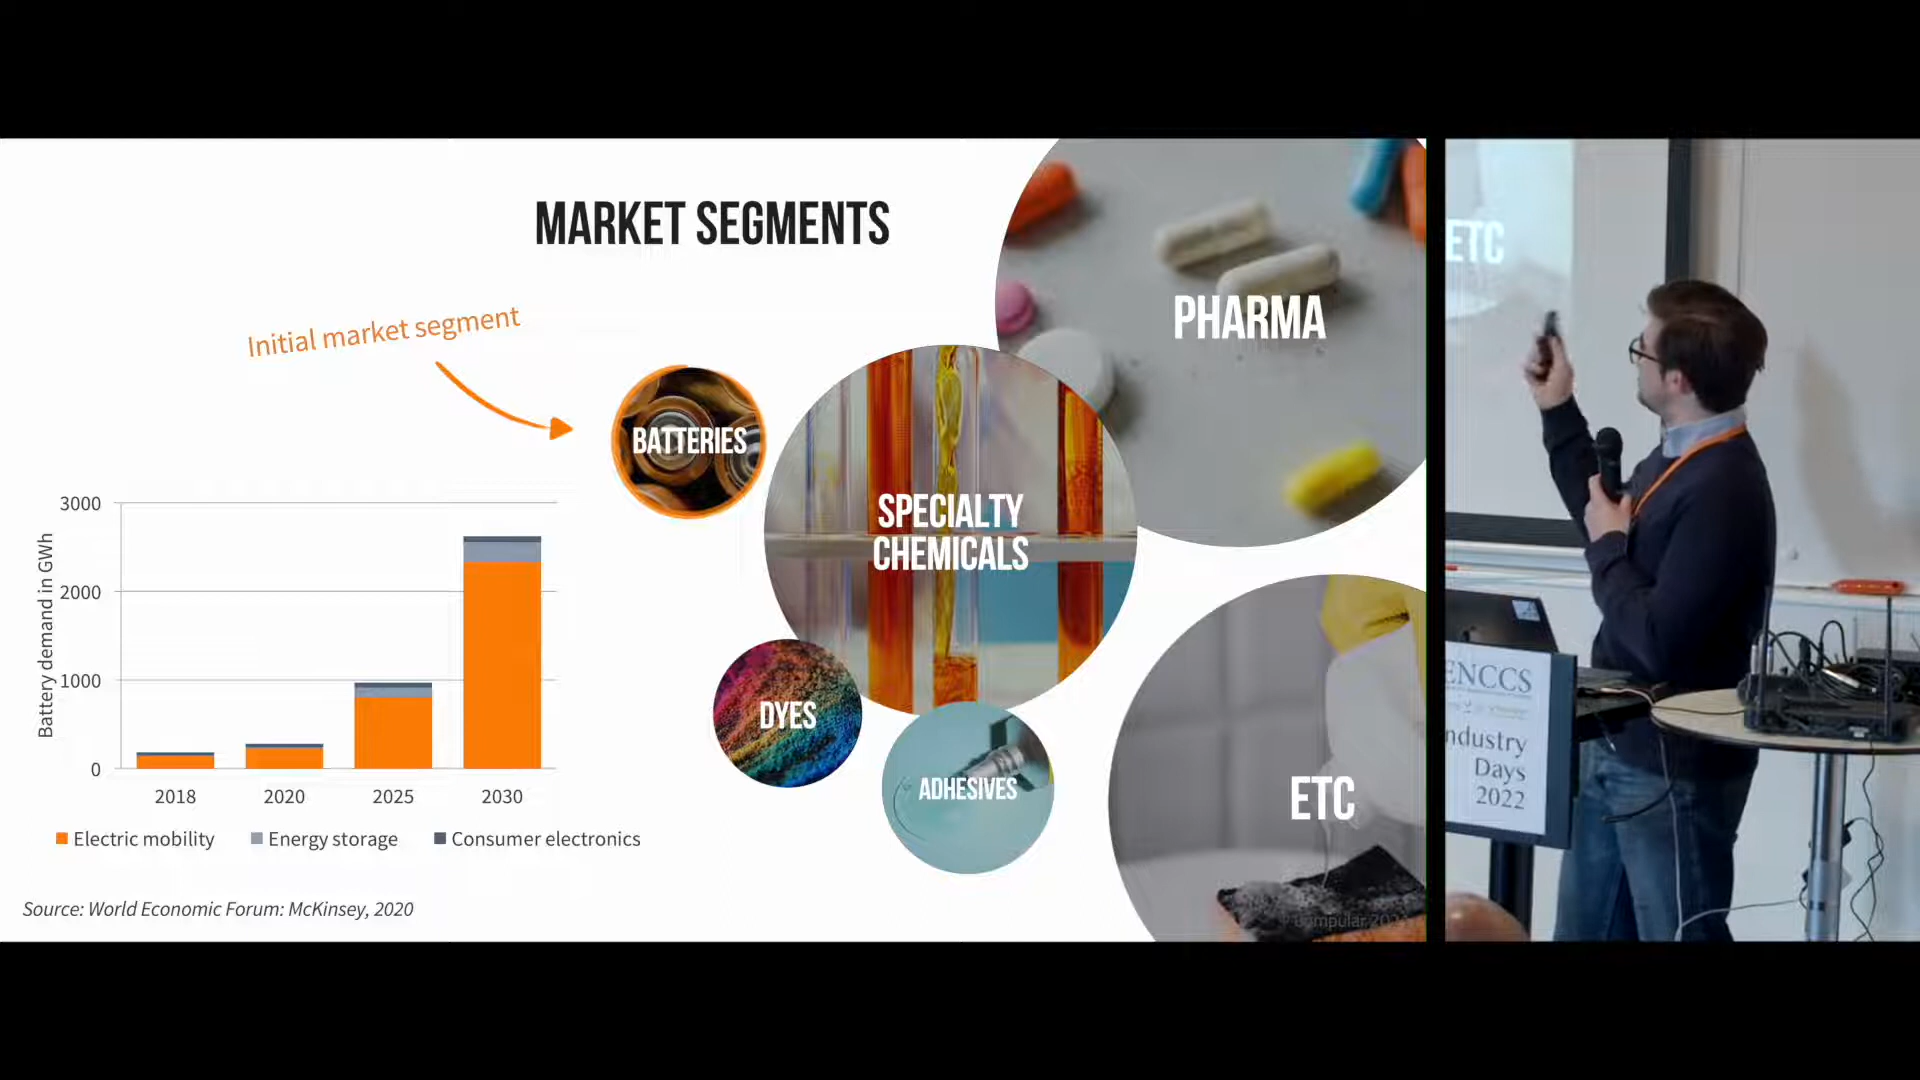 MARKET SEGMENTS
Initial market segment
BATTERIES
PHARMA
SPECIALTY
CHEMICALS
DYES
ADHESIVES
ETC
Battery demand in GWh
3000
2000
1000
0
2018
2020
2025
2030
Electric mobility
Energy storage
Consumer electronics
Source: World Economic Forum: McKinsey, 2020
ETC
ENCCS
ndustry
Days
2022